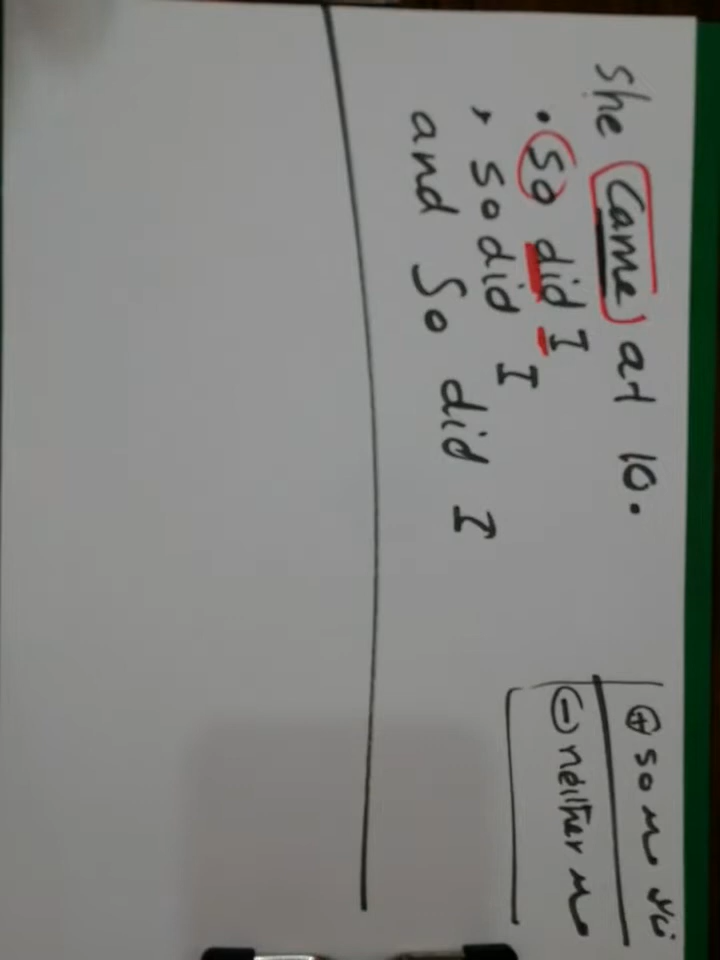 She came at 10.
• So did I
, so did I
and So did I
⊕ so
⊖ neither